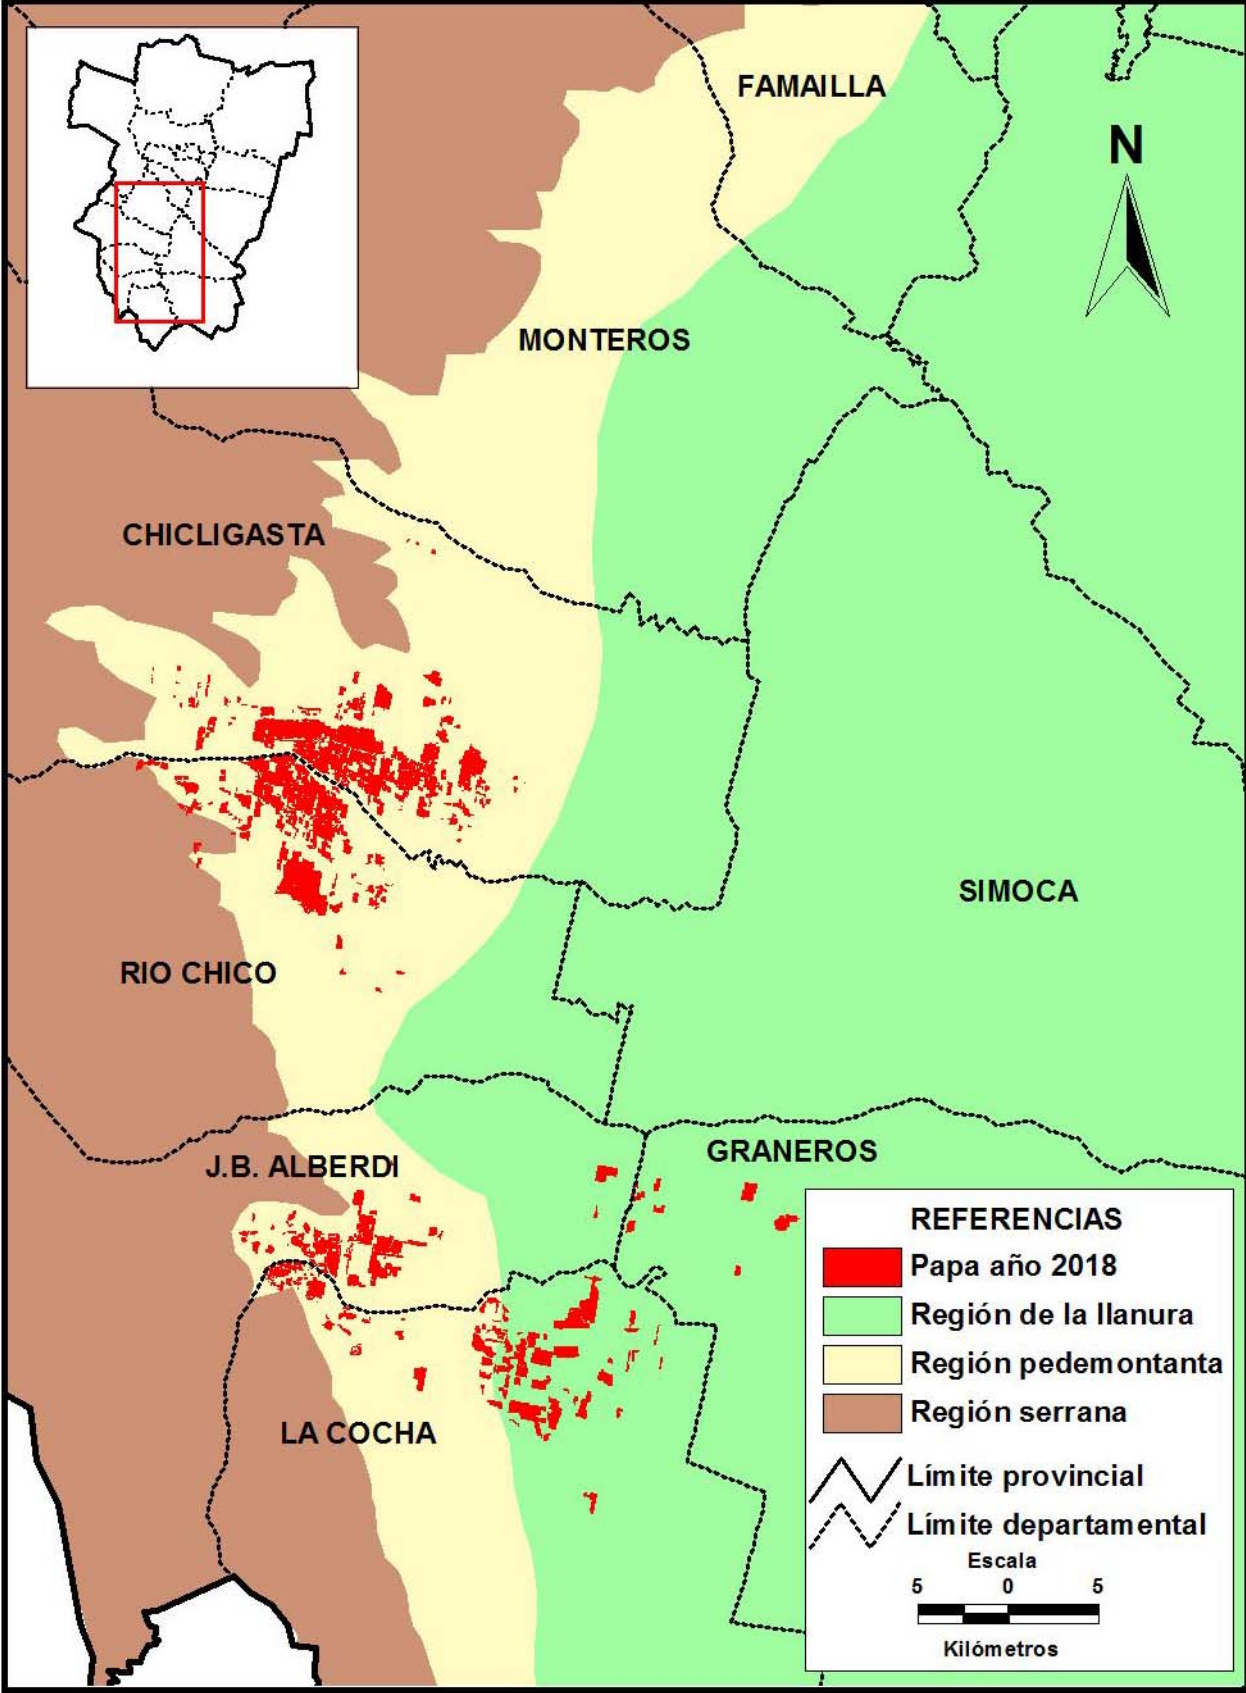 FAMAILLA
N
MONTEROS
CHICLIGASTA
SIMOCA
RIO CHICO
GRANEROS
J.B. ALBERDI
LA COCHA
REFERENCIAS
Papa año 2018
Región de la llanura
Región pedemontanta
Región serrana
Límite provincial
Límite departamental
Escala
5 0 5
Kilómetros